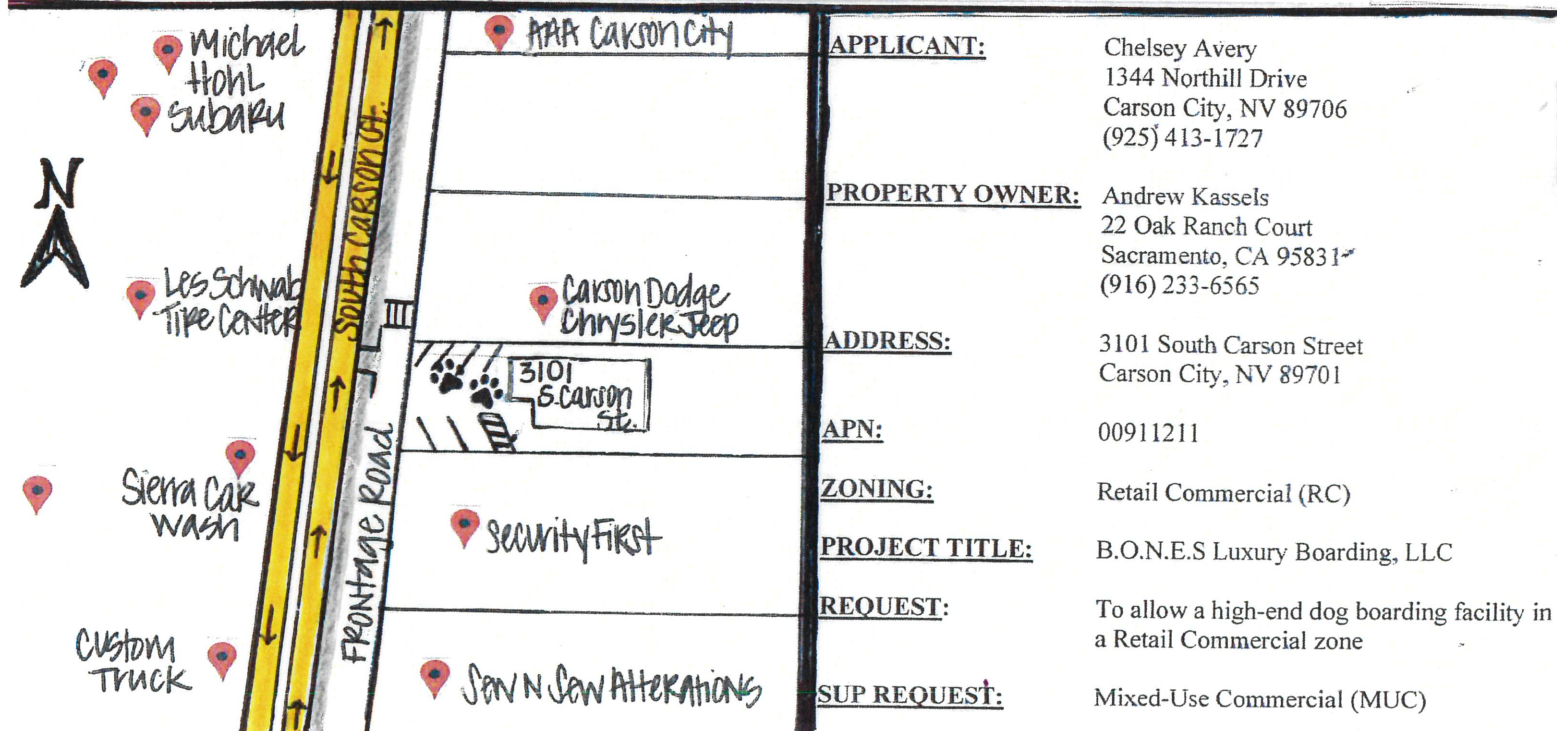 Michael
Hohl
Subaru
AAA Carson City
N
South Carson St.
Les Schwab
Tire Center
Carson Dodge
Chrysler Jeep
3101
S. Carson
St.
Frontage Road
Sierra Car
Wash
Security First
Custom
Truck
Sew N Sew Alterations
APPLICANT: Chelsey Avery
1344 Northill Drive
Carson City, NV 89706
(925) 413-1727
PROPERTY OWNER: Andrew Kassels
22 Oak Ranch Court
Sacramento, CA 95831
(916) 233-6565
ADDRESS: 3101 South Carson Street
Carson City, NV 89701
APN: 00911211
ZONING: Retail Commercial (RC)
PROJECT TITLE: B.O.N.E.S Luxury Boarding, LLC
REQUEST: To allow a high-end dog boarding facility in
a Retail Commercial zone
SUP REQUEST: Mixed-Use Commercial (MUC)